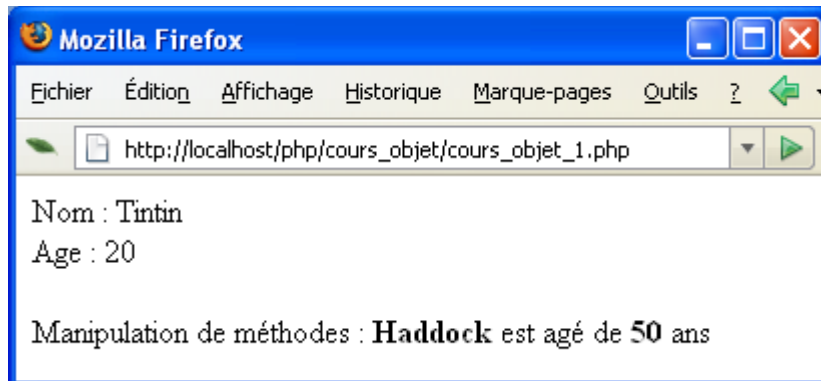 Mozilla Firefox
Fichier Édition Affichage Historique Marque-pages Outils ?
http://localhost/php/cours_objet/cours_objet_1.php
Nom : Tintin
Age : 20
Manipulation de méthodes : Haddock est agé de 50 ans